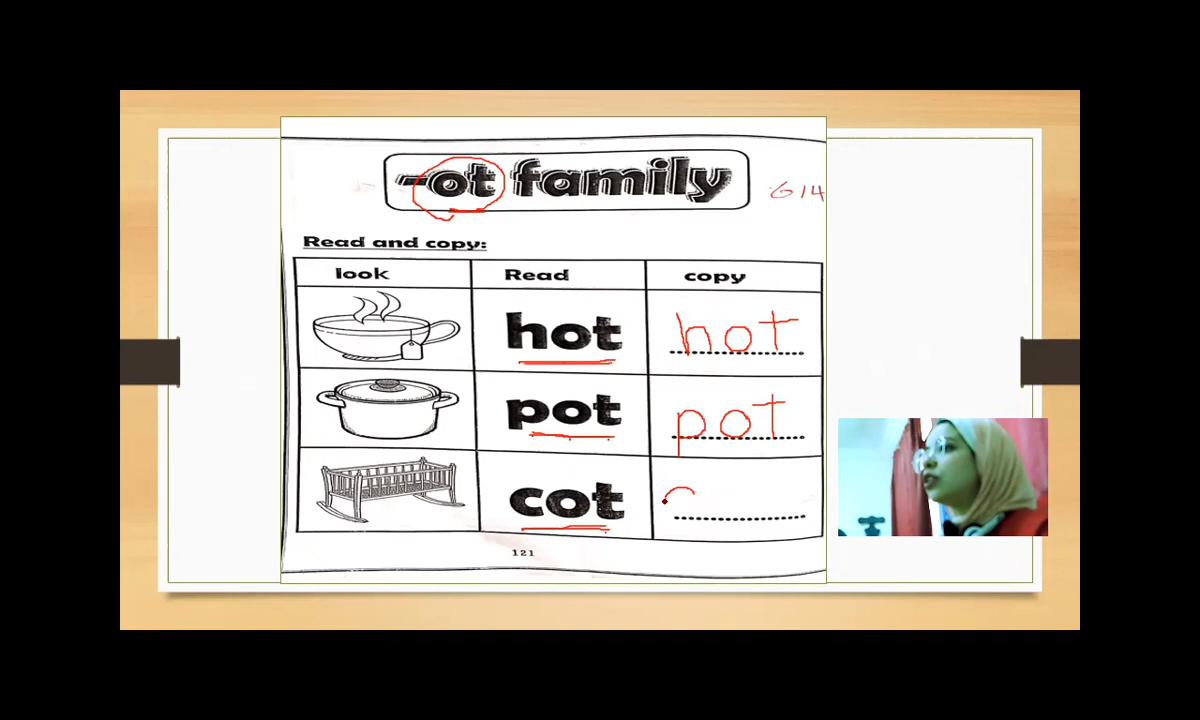 -ot family
614
Read and copy:
look Read copy
hot hot
pot pot
cot c
121